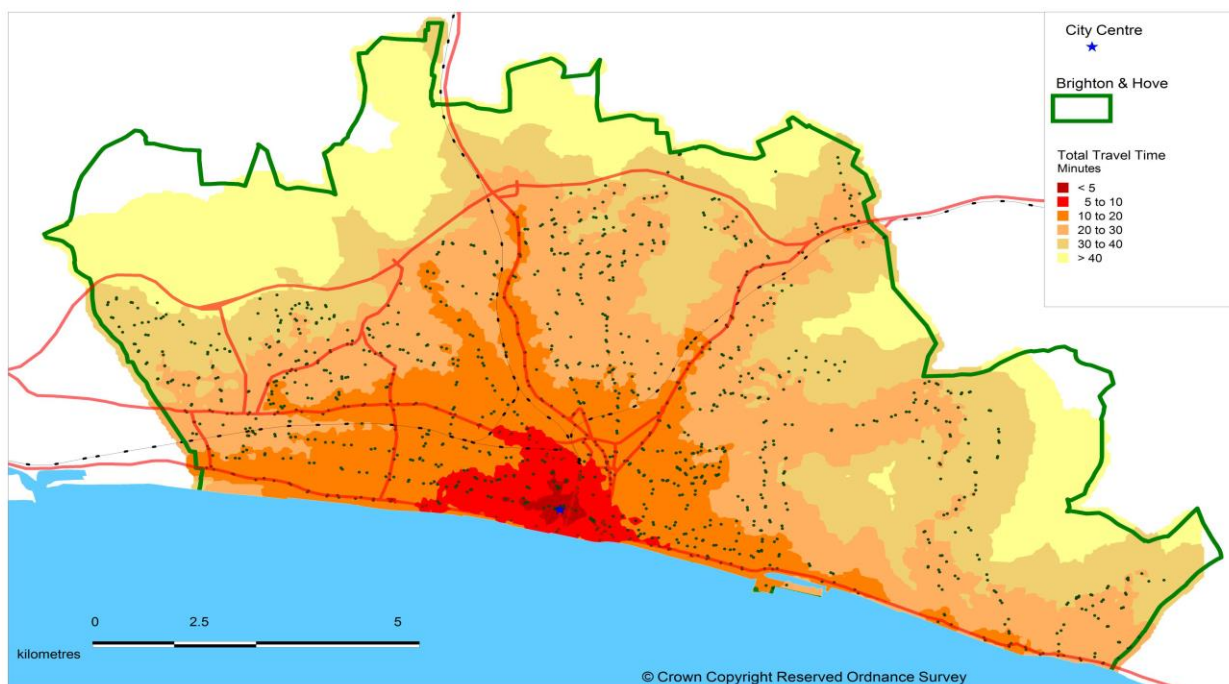 City Centre
Brighton & Hove
Total Travel Time
Minutes
< 5
5 to 10
10 to 20
20 to 30
30 to 40
> 40
0 2.5 5
kilometres
© Crown Copyright Reserved Ordnance Survey